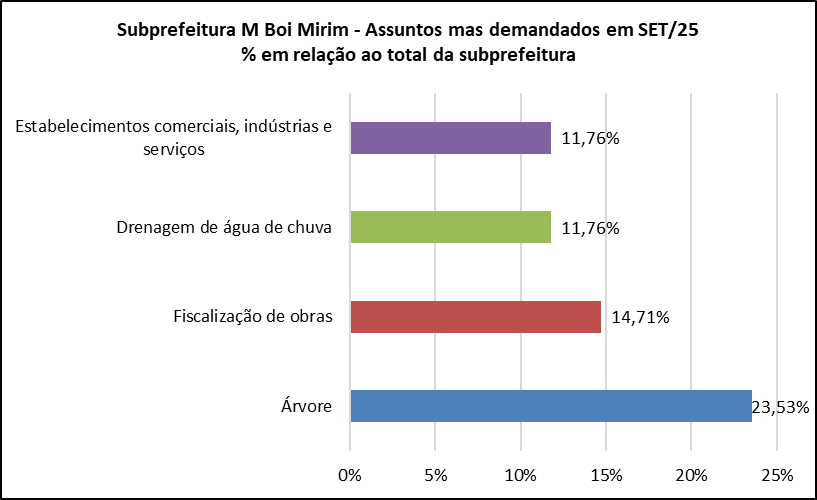 Subprefeitura M Boi Mirim - Assuntos mas demandados em SET/25
% em relação ao total da subprefeitura
Estabelecimentos comerciais, indústrias e
serviços
11,76%
Drenagem de água de chuva
11,76%
Fiscalização de obras
14,71%
Árvore
23,53%
0%
5%
10%
15%
20%
25%